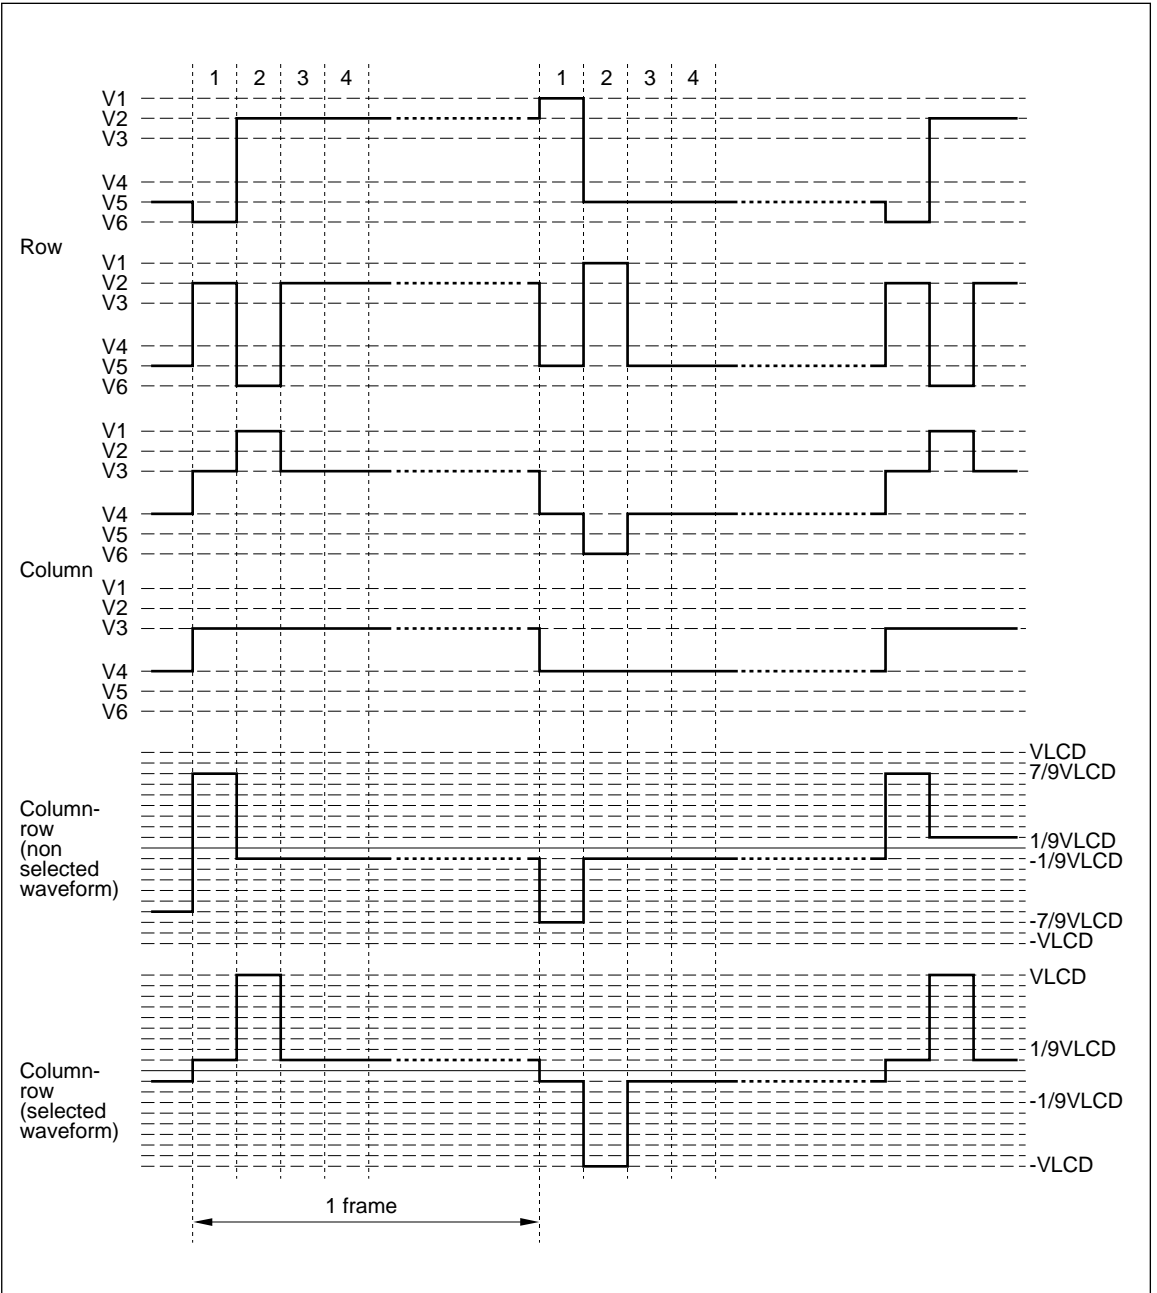 1 2 3 4 1 2 3 4
V1
V2
V3
V4
V5
V6
Row
V1
V2
V3
V4
V5
V6
V1
V2
V3
V4
V5
V6
Column
V1
V2
V3
V4
V5
V6
VLCD
7/9VLCD
Column-
row
(non
selected
waveform)
1/9VLCD
-1/9VLCD
-7/9VLCD
-VLCD
VLCD
1/9VLCD
Column-
row
(selected
waveform)
-1/9VLCD
-VLCD
1 frame